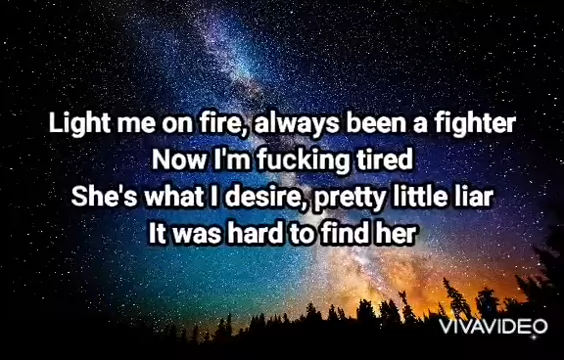 Light me on fire, always been a fighter
Now I'm fucking tired
She's what I desire, pretty little liar
It was hard to find her
VIVAVIDEO